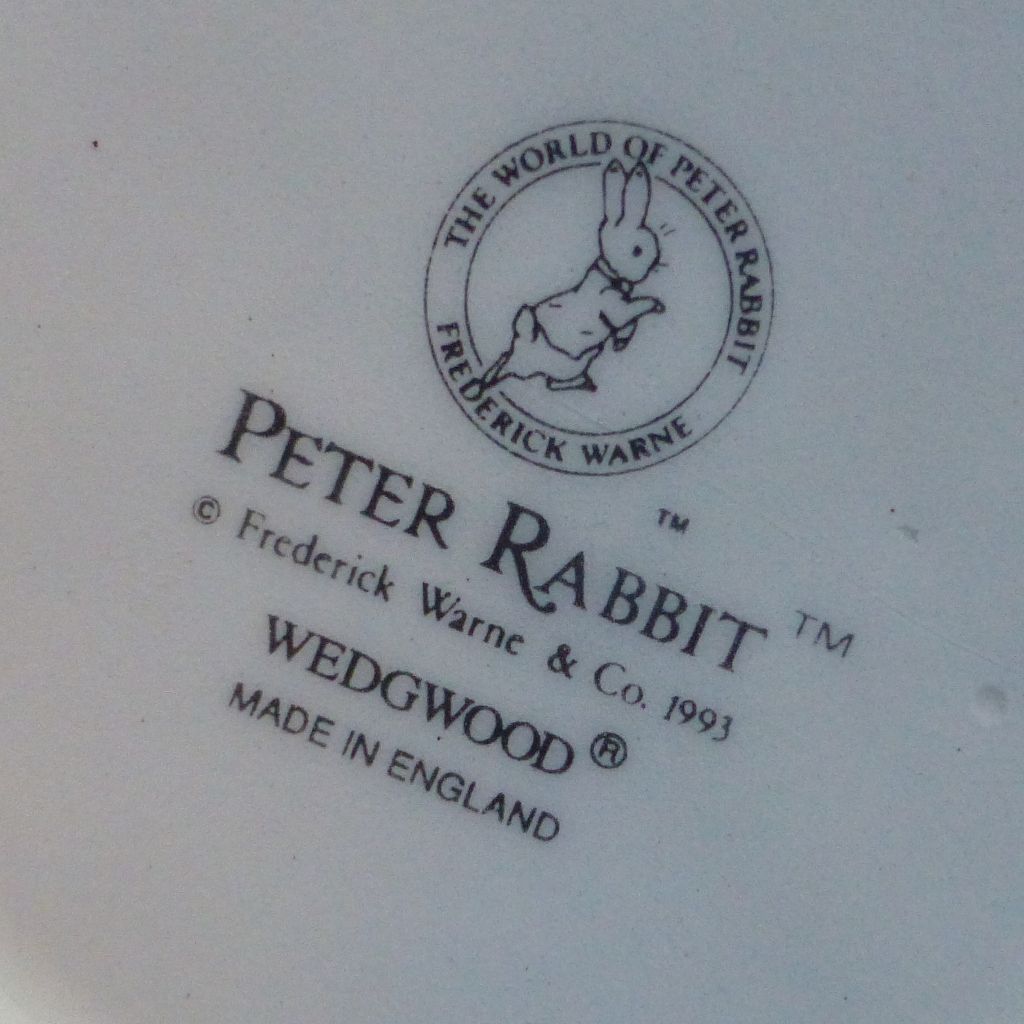 THE WORLD OF PETER RABBIT
FREDERICK WARNE
TM
PETER RABBIT TM
© Frederick Warne & Co. 1993
WEDGWOOD ®
MADE IN ENGLAND